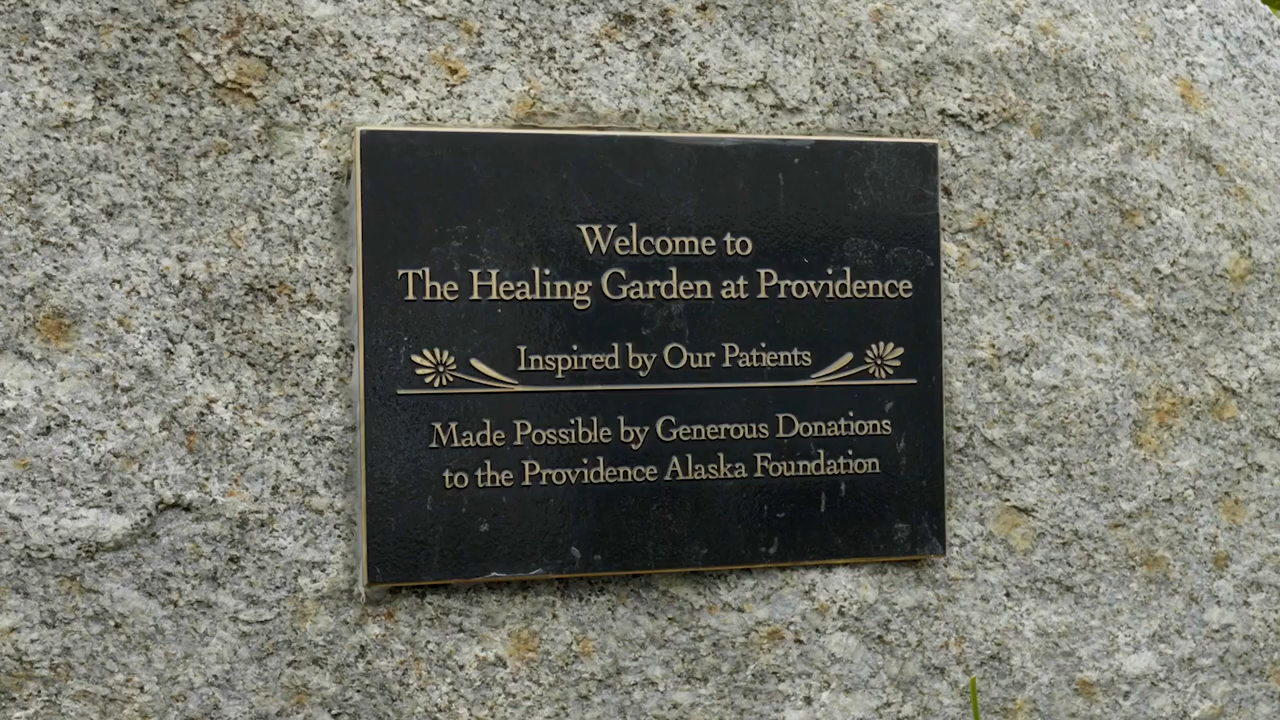 Welcome to
The Healing Garden at Providence
Inspired by Our Patients
Made Possible by Generous Donations
to the Providence Alaska Foundation